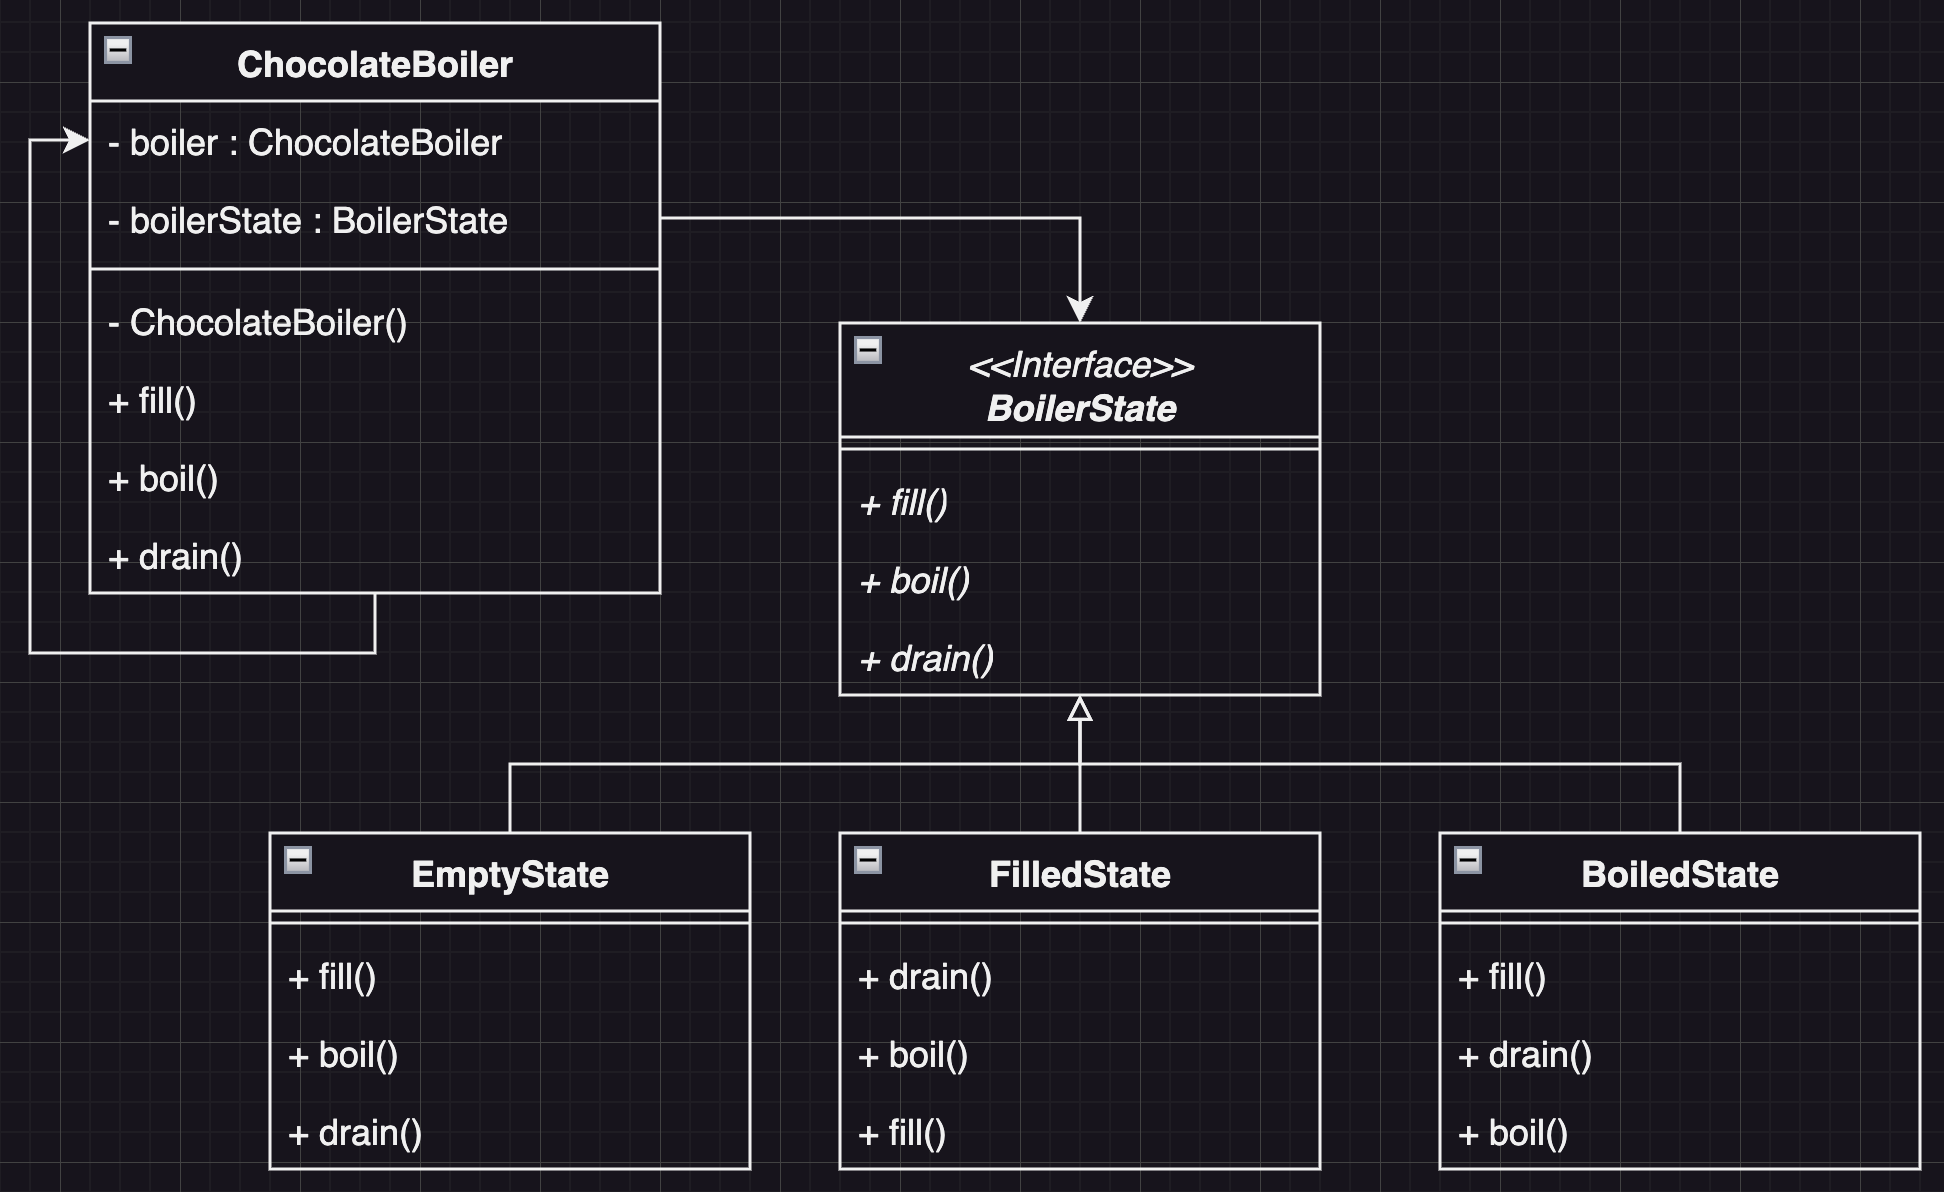 ChocolateBoiler
- boiler : ChocolateBoiler
- boilerState : BoilerState
- ChocolateBoiler()
+ fill()
+ boil()
+ drain()
<<Interface>>
BoilerState
+ fill()
+ boil()
+ drain()
EmptyState
+ fill()
+ boil()
+ drain()
FilledState
+ drain()
+ boil()
+ fill()
BoiledState
+ fill()
+ drain()
+ boil()